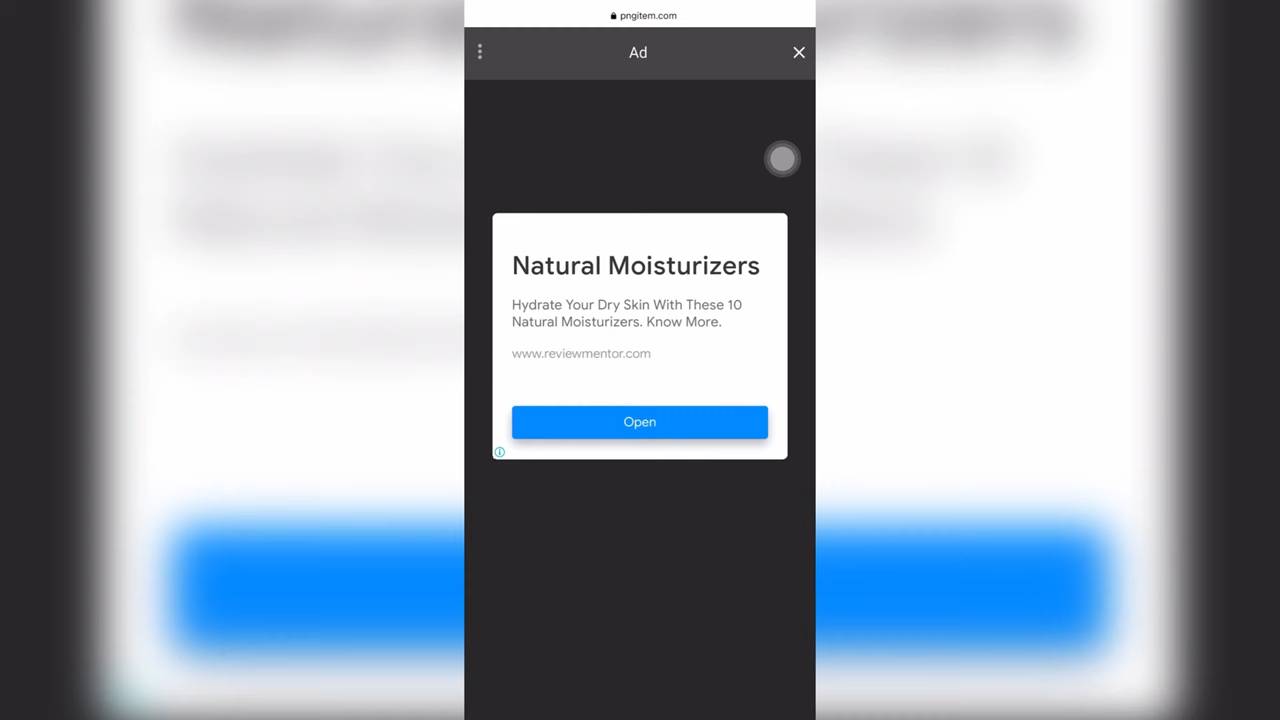 pngitem.com
Ad
Natural Moisturizers
Hydrate Your Dry Skin With These 10
Natural Moisturizers. Know More.
www.reviewmentor.com
Open